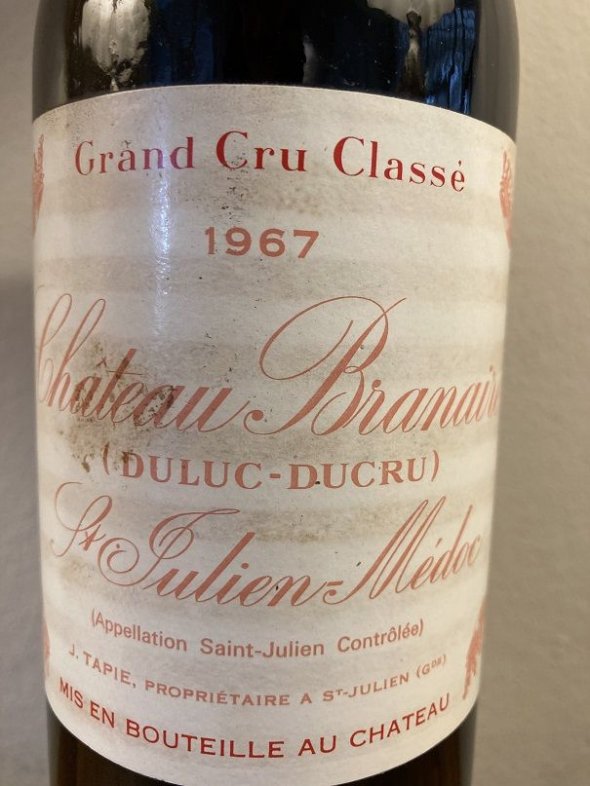 Grand Cru Classé
1967
Château Branaire
(DULUC-DUCRU)
St. Julien-Médoc
(Appellation Saint-Julien Contrôlée)
J. TAPIE, PROPRIÉTAIRE A ST-JULIEN (GDE)
MIS EN BOUTEILLE AU CHATEAU